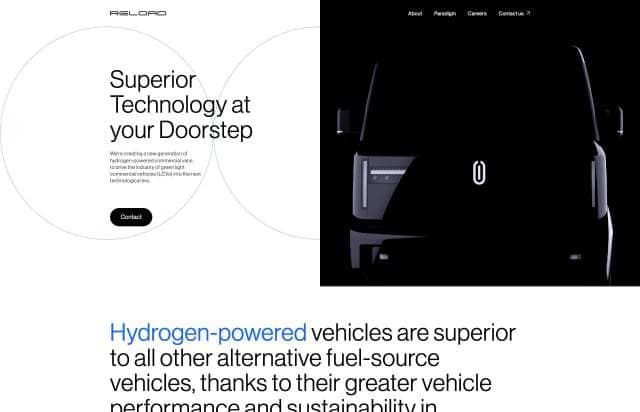 RELOAD
About Paradigm Careers Contact us
Superior
Technology at
your Doorstep
We're creating a new generation of
hydrogen-powered commercial vans
to drive the industry of green light
commercial vehicles (LCVs) into the next
technological era.
Contact
Hydrogen-powered vehicles are superior
to all other alternative fuel-source
vehicles, thanks to their greater vehicle
performance and sustainability in